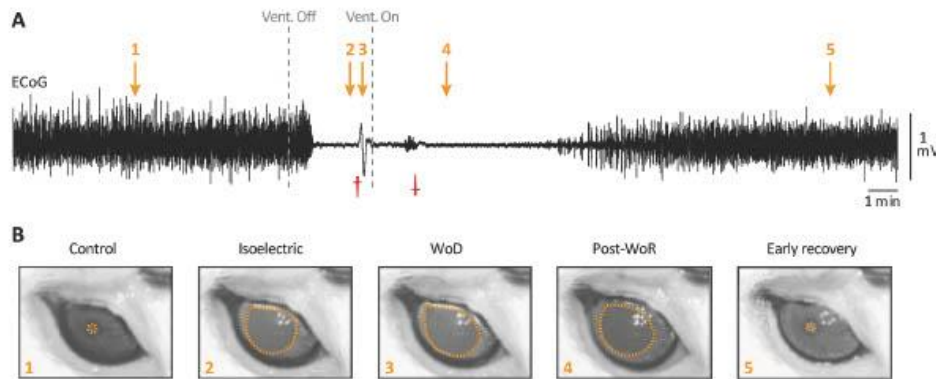 A
Vent. Off Vent. On
1 2 3 4 5
ECoG
1
mV
1 min
B
Control Isoelectric WoD Post-WoR Early recovery
1 2 3 4 5